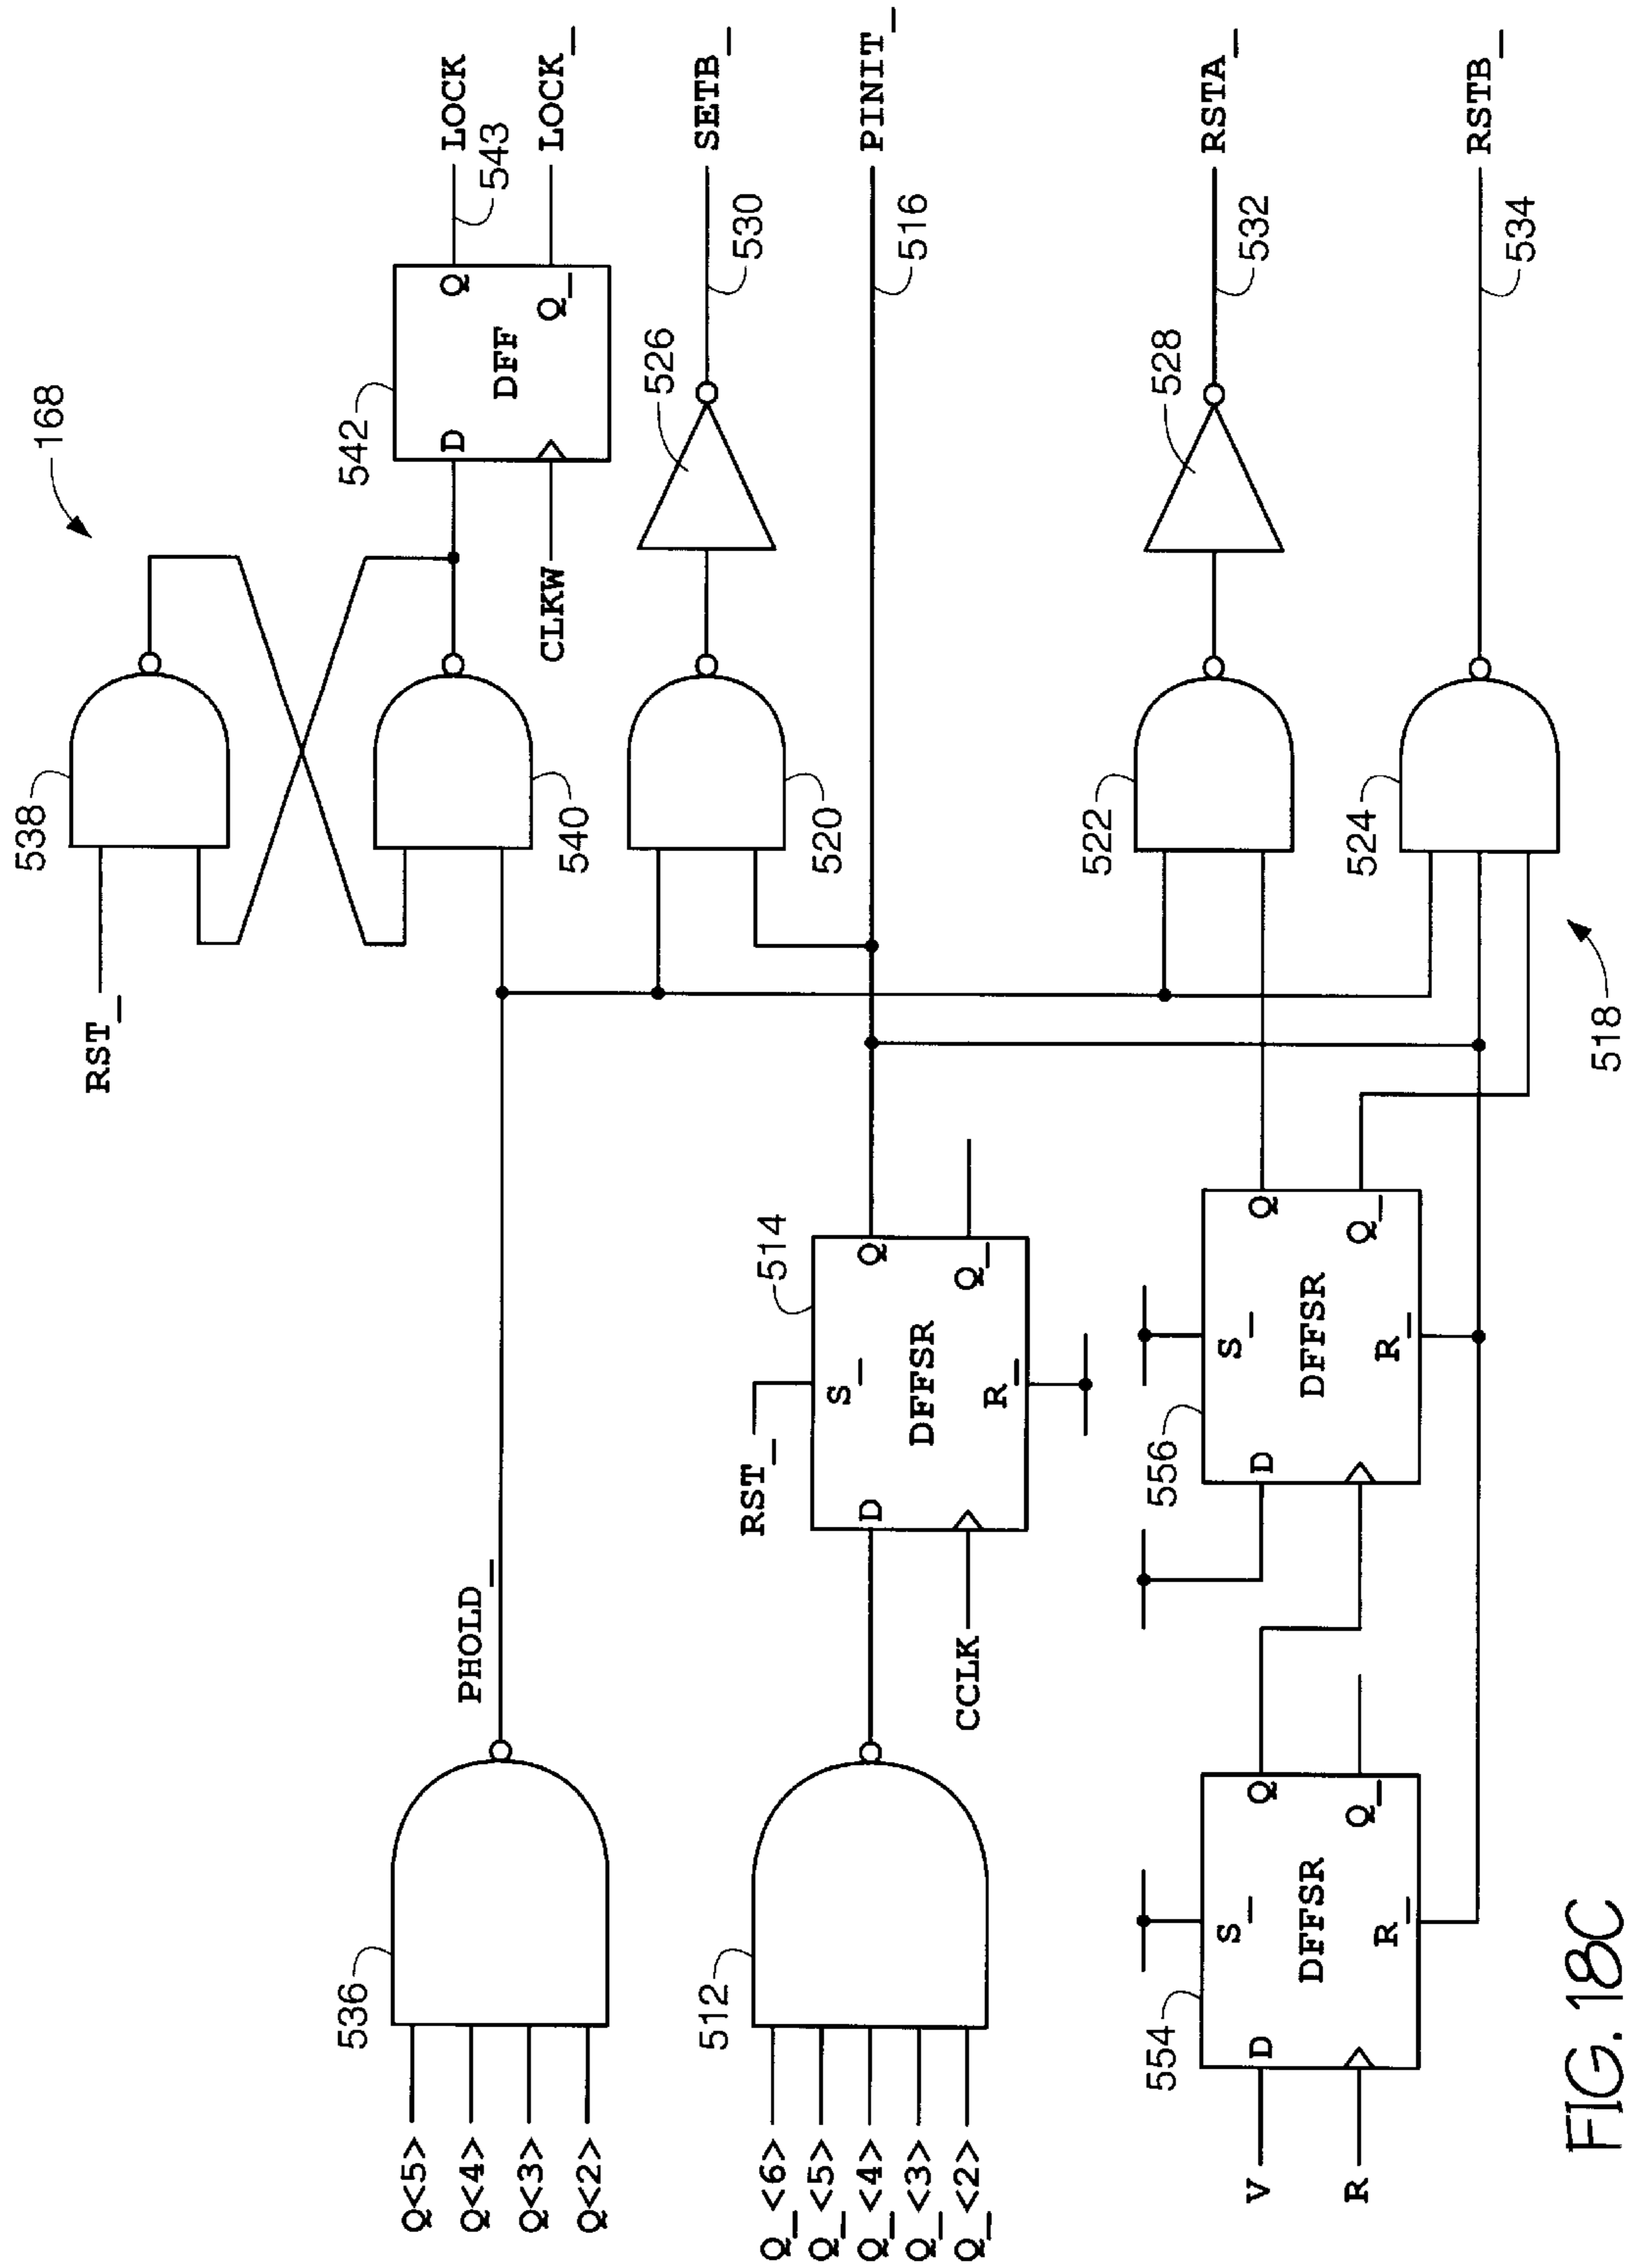 168
538
RST_
542
D
Q
DFF
Q_
LOCK
543
LOCK_
CLKW
540
536
Q<5>
Q<4>
Q<3>
Q<2>
PHOLD_
520
526
530
SETB_
512
Q_<6>
Q_<5>
Q_<4>
Q_<3>
Q_<2>
RST_
514
S_
D
Q
DFFSR
Q_
R_
CCLK
516
PINIT_
554
V
R
S_
D
Q
DFFSR
Q_
R_
556
S_
D
Q
DFFSR
Q_
R_
522
528
532
RSTA_
524
534
RSTB_
518
FIG. 18C